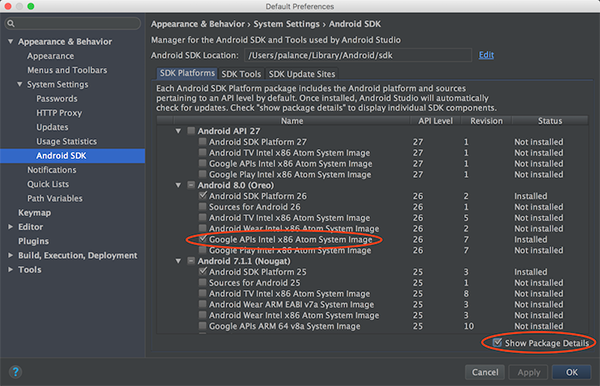 Default Preferences
Appearance & Behavior › System Settings › Android SDK
Manager for the Android SDK and Tools used by Android Studio
Android SDK Location: /Users/palance/Library/Android/sdk Edit
Appearance & Behavior
Appearance
Menus and Toolbars
System Settings
Passwords
HTTP Proxy
Updates
Usage Statistics
Android SDK
Notifications
Quick Lists
Path Variables
Keymap
Editor
Plugins
Build, Execution, Deployment
Tools
SDK Platforms SDK Tools SDK Update Sites
Each Android SDK Platform package includes the Android platform and sources
pertaining to an API level by default. Once installed, Android Studio will automatically
check for updates. Check "show package details" to display individual SDK components.
Name API Level Revision Status
Android API 27
Android SDK Platform 27 27 1 Not installed
Android TV Intel x86 Atom System Image 27 1 Not installed
Google APIs Intel x86 Atom System Image 27 1 Not installed
Google Play Intel x86 Atom System Image 27 1 Not installed
Android 8.0 (Oreo)
Android SDK Platform 26 26 2 Installed
Sources for Android 26 26 1 Not installed
Android TV Intel x86 Atom System Image 26 5 Not installed
Android Wear Intel x86 Atom System Image 26 2 Not installed
Google APIs Intel x86 Atom System Image 26 7 Installed
Google Play Intel x86 Atom System Image 26 7 Not installed
Android 7.1.1 (Nougat)
Android SDK Platform 25 25 3 Installed
Sources for Android 25 25 1 Not installed
Android TV Intel x86 Atom System Image 25 8 Not installed
Android Wear ARM EABI v7a System Image 25 3 Not installed
Android Wear Intel x86 Atom System Image 25 3 Not installed
Google APIs ARM 64 v8a System Image 25 10 Not installed
Show Package Details
? Cancel Apply OK